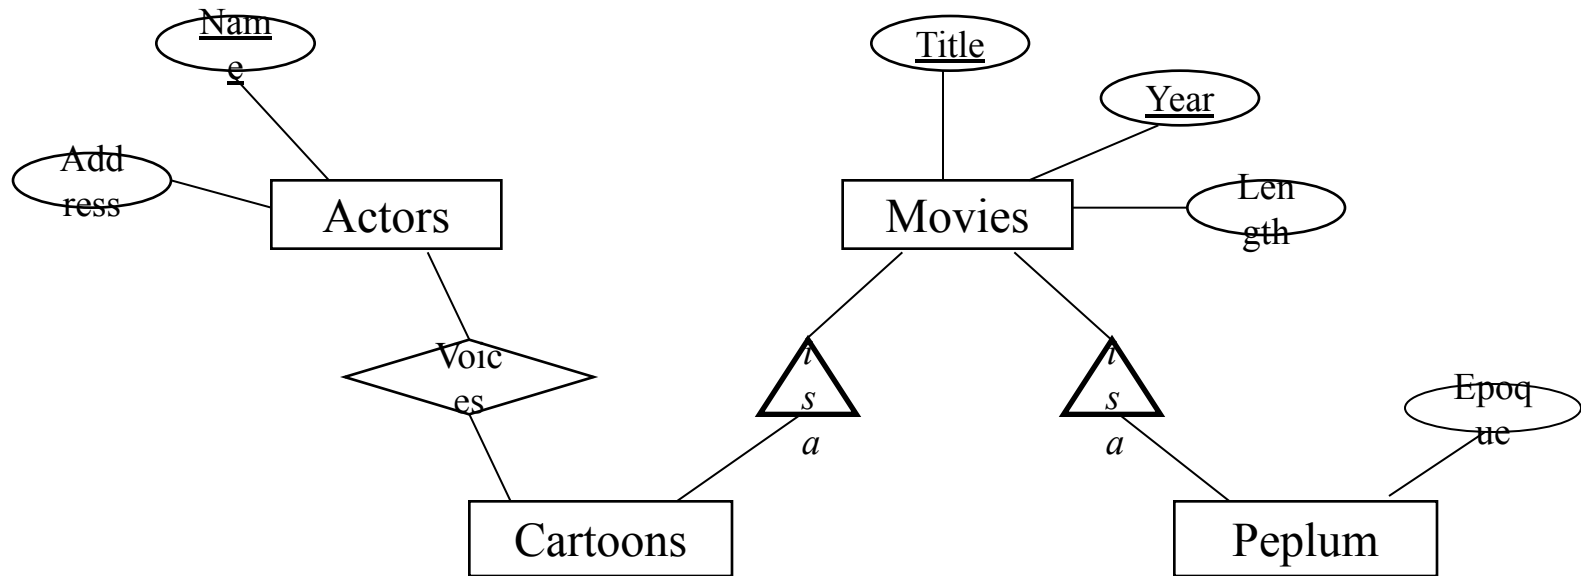 Nam
e
Title
Year
Add
ress
Actors
Movies
Len
gth
Voic
es
i
s
a
i
s
a
Epoq
ue
Cartoons
Peplum